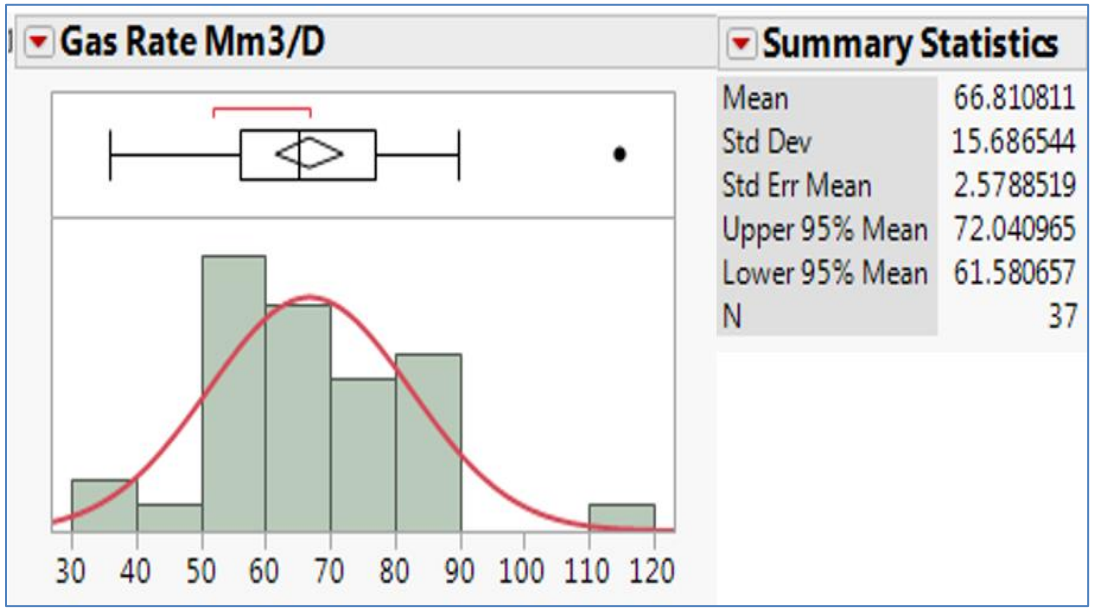 Gas Rate Mm3/D
30 40 50 60 70 80 90 100 110 120
Summary Statistics
Mean 66.810811
Std Dev 15.686544
Std Err Mean 2.5788519
Upper 95% Mean 72.040965
Lower 95% Mean 61.580657
N 37